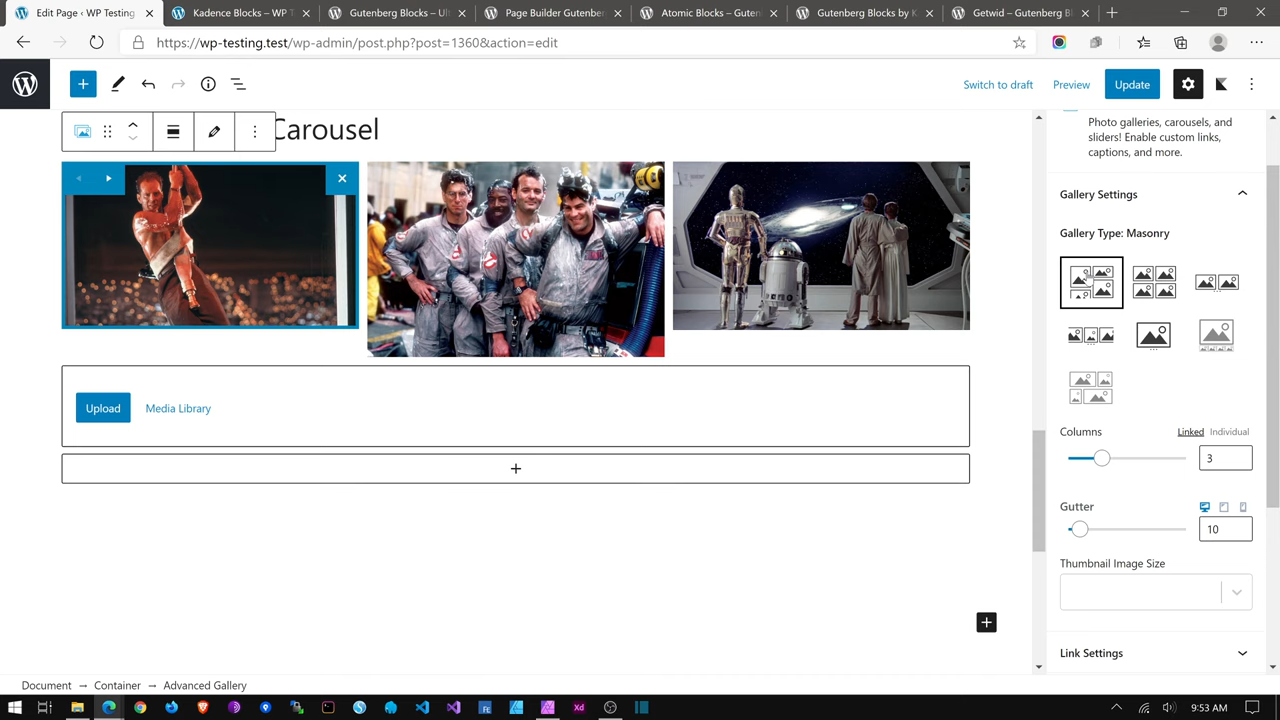 Edit Page ‹ WP Testing
Kadence Blocks – WP T
Gutenberg Blocks – Ul
Page Builder Gutenber
Atomic Blocks – Guten
Gutenberg Blocks by K
Getwid – Gutenberg Bl
https://wp-testing.test/wp-admin/post.php?post=1360&action=edit
Switch to draft
Preview
Update
Carousel
Photo galleries, carousels, and
sliders! Enable custom links,
captions, and more.
Gallery Settings
Gallery Type: Masonry
Upload
Media Library
Columns
Linked
Individual
3
Gutter
10
Thumbnail Image Size
Link Settings
Document → Container → Advanced Gallery
9:53 AM